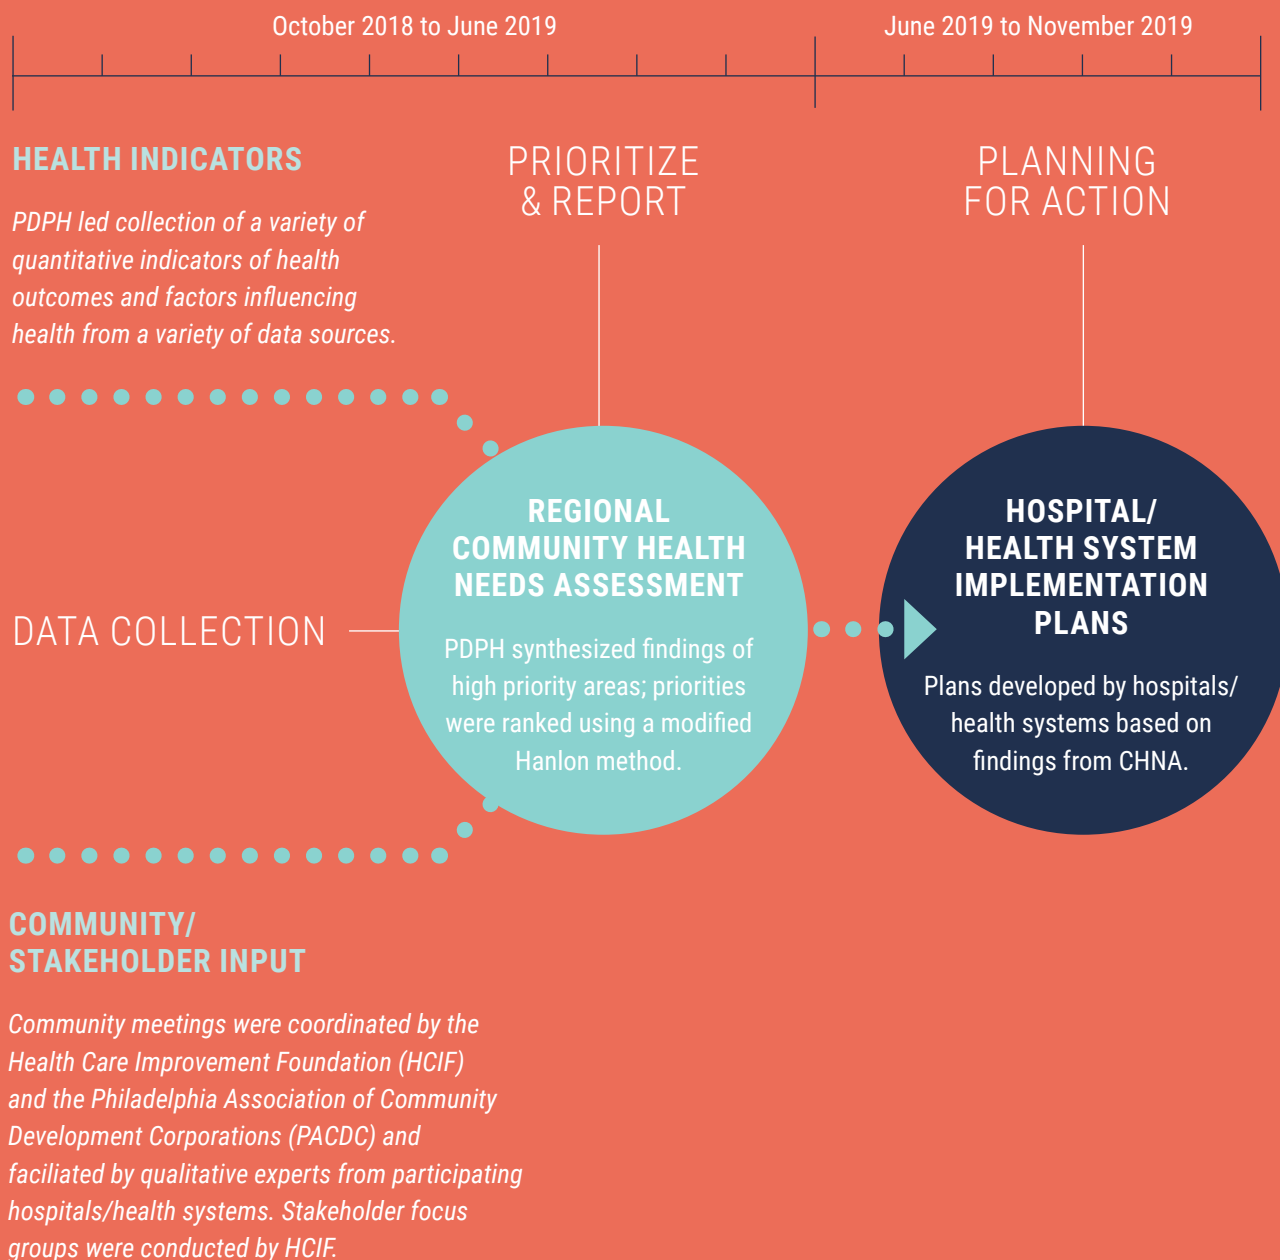 October 2018 to June 2019
June 2019 to November 2019
HEALTH INDICATORS
PDPH led collection of a variety of
quantitative indicators of health
outcomes and factors influencing
health from a variety of data sources.
PRIORITIZE
& REPORT
PLANNING
FOR ACTION
DATA COLLECTION
REGIONAL
COMMUNITY HEALTH
NEEDS ASSESSMENT
PDPH synthesized findings of
high priority areas; priorities
were ranked using a modified
Hanlon method.
HOSPITAL/
HEALTH SYSTEM
IMPLEMENTATION
PLANS
Plans developed by hospitals/
health systems based on
findings from CHNA.
COMMUNITY/
STAKEHOLDER INPUT
Community meetings were coordinated by the
Health Care Improvement Foundation (HCIF)
and the Philadelphia Association of Community
Development Corporations (PACDC) and
faciliated by qualitative experts from participating
hospitals/health systems. Stakeholder focus
groups were conducted by HCIF.